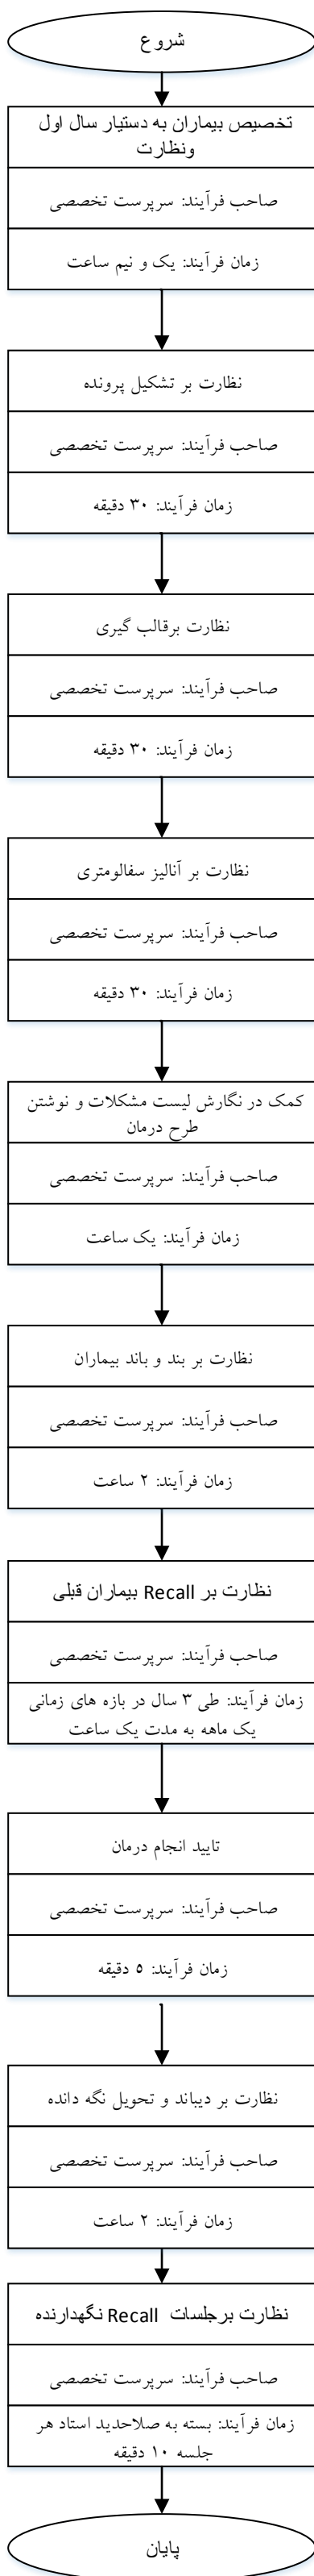 شروع
تخصیص بیماران به دستیار سال اول
ونظارت
صاحب فرآیند: سرپرست تخصصی
زمان فرآیند: یک و نیم ساعت
نظارت بر تشکیل پرونده
صاحب فرآیند: سرپرست تخصصی
زمان فرآیند: ۳۰ دقیقه
نظارت برقالب گیری
صاحب فرآیند: سرپرست تخصصی
زمان فرآیند: ۳۰ دقیقه
نظارت بر آنالیز سفالومتری
صاحب فرآیند: سرپرست تخصصی
زمان فرآیند: ۳۰ دقیقه
کمک در نگارش لیست مشکلات و نوشتن
طرح درمان
صاحب فرآیند: سرپرست تخصصی
زمان فرآیند: یک ساعت
نظارت بر بند و باند بیماران
صاحب فرآیند: سرپرست تخصصی
زمان فرآیند: ۲ ساعت
نظارت بر Recall بیماران قبلی
صاحب فرآیند: سرپرست تخصصی
زمان فرآیند: طی ۳ سال در بازه های زمانی
یک ماهه به مدت یک ساعت
تایید انجام درمان
صاحب فرآیند: سرپرست تخصصی
زمان فرآیند: ۵ دقیقه
نظارت بر دیباند و تحویل نگه دانده
صاحب فرآیند: سرپرست تخصصی
زمان فرآیند: ۲ ساعت
نظارت برجلسات Recall نگهدارنده
صاحب فرآیند: سرپرست تخصصی
زمان فرآیند: بسته به صلاحدید استاد هر
جلسه ۱۰ دقیقه
پایان